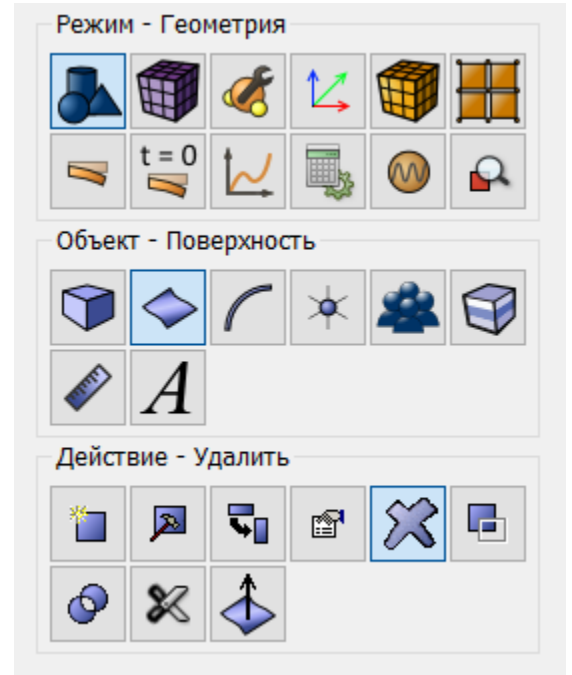 Режим - Геометрия
t = 0
Объект - Поверхность
A
Действие - Удалить